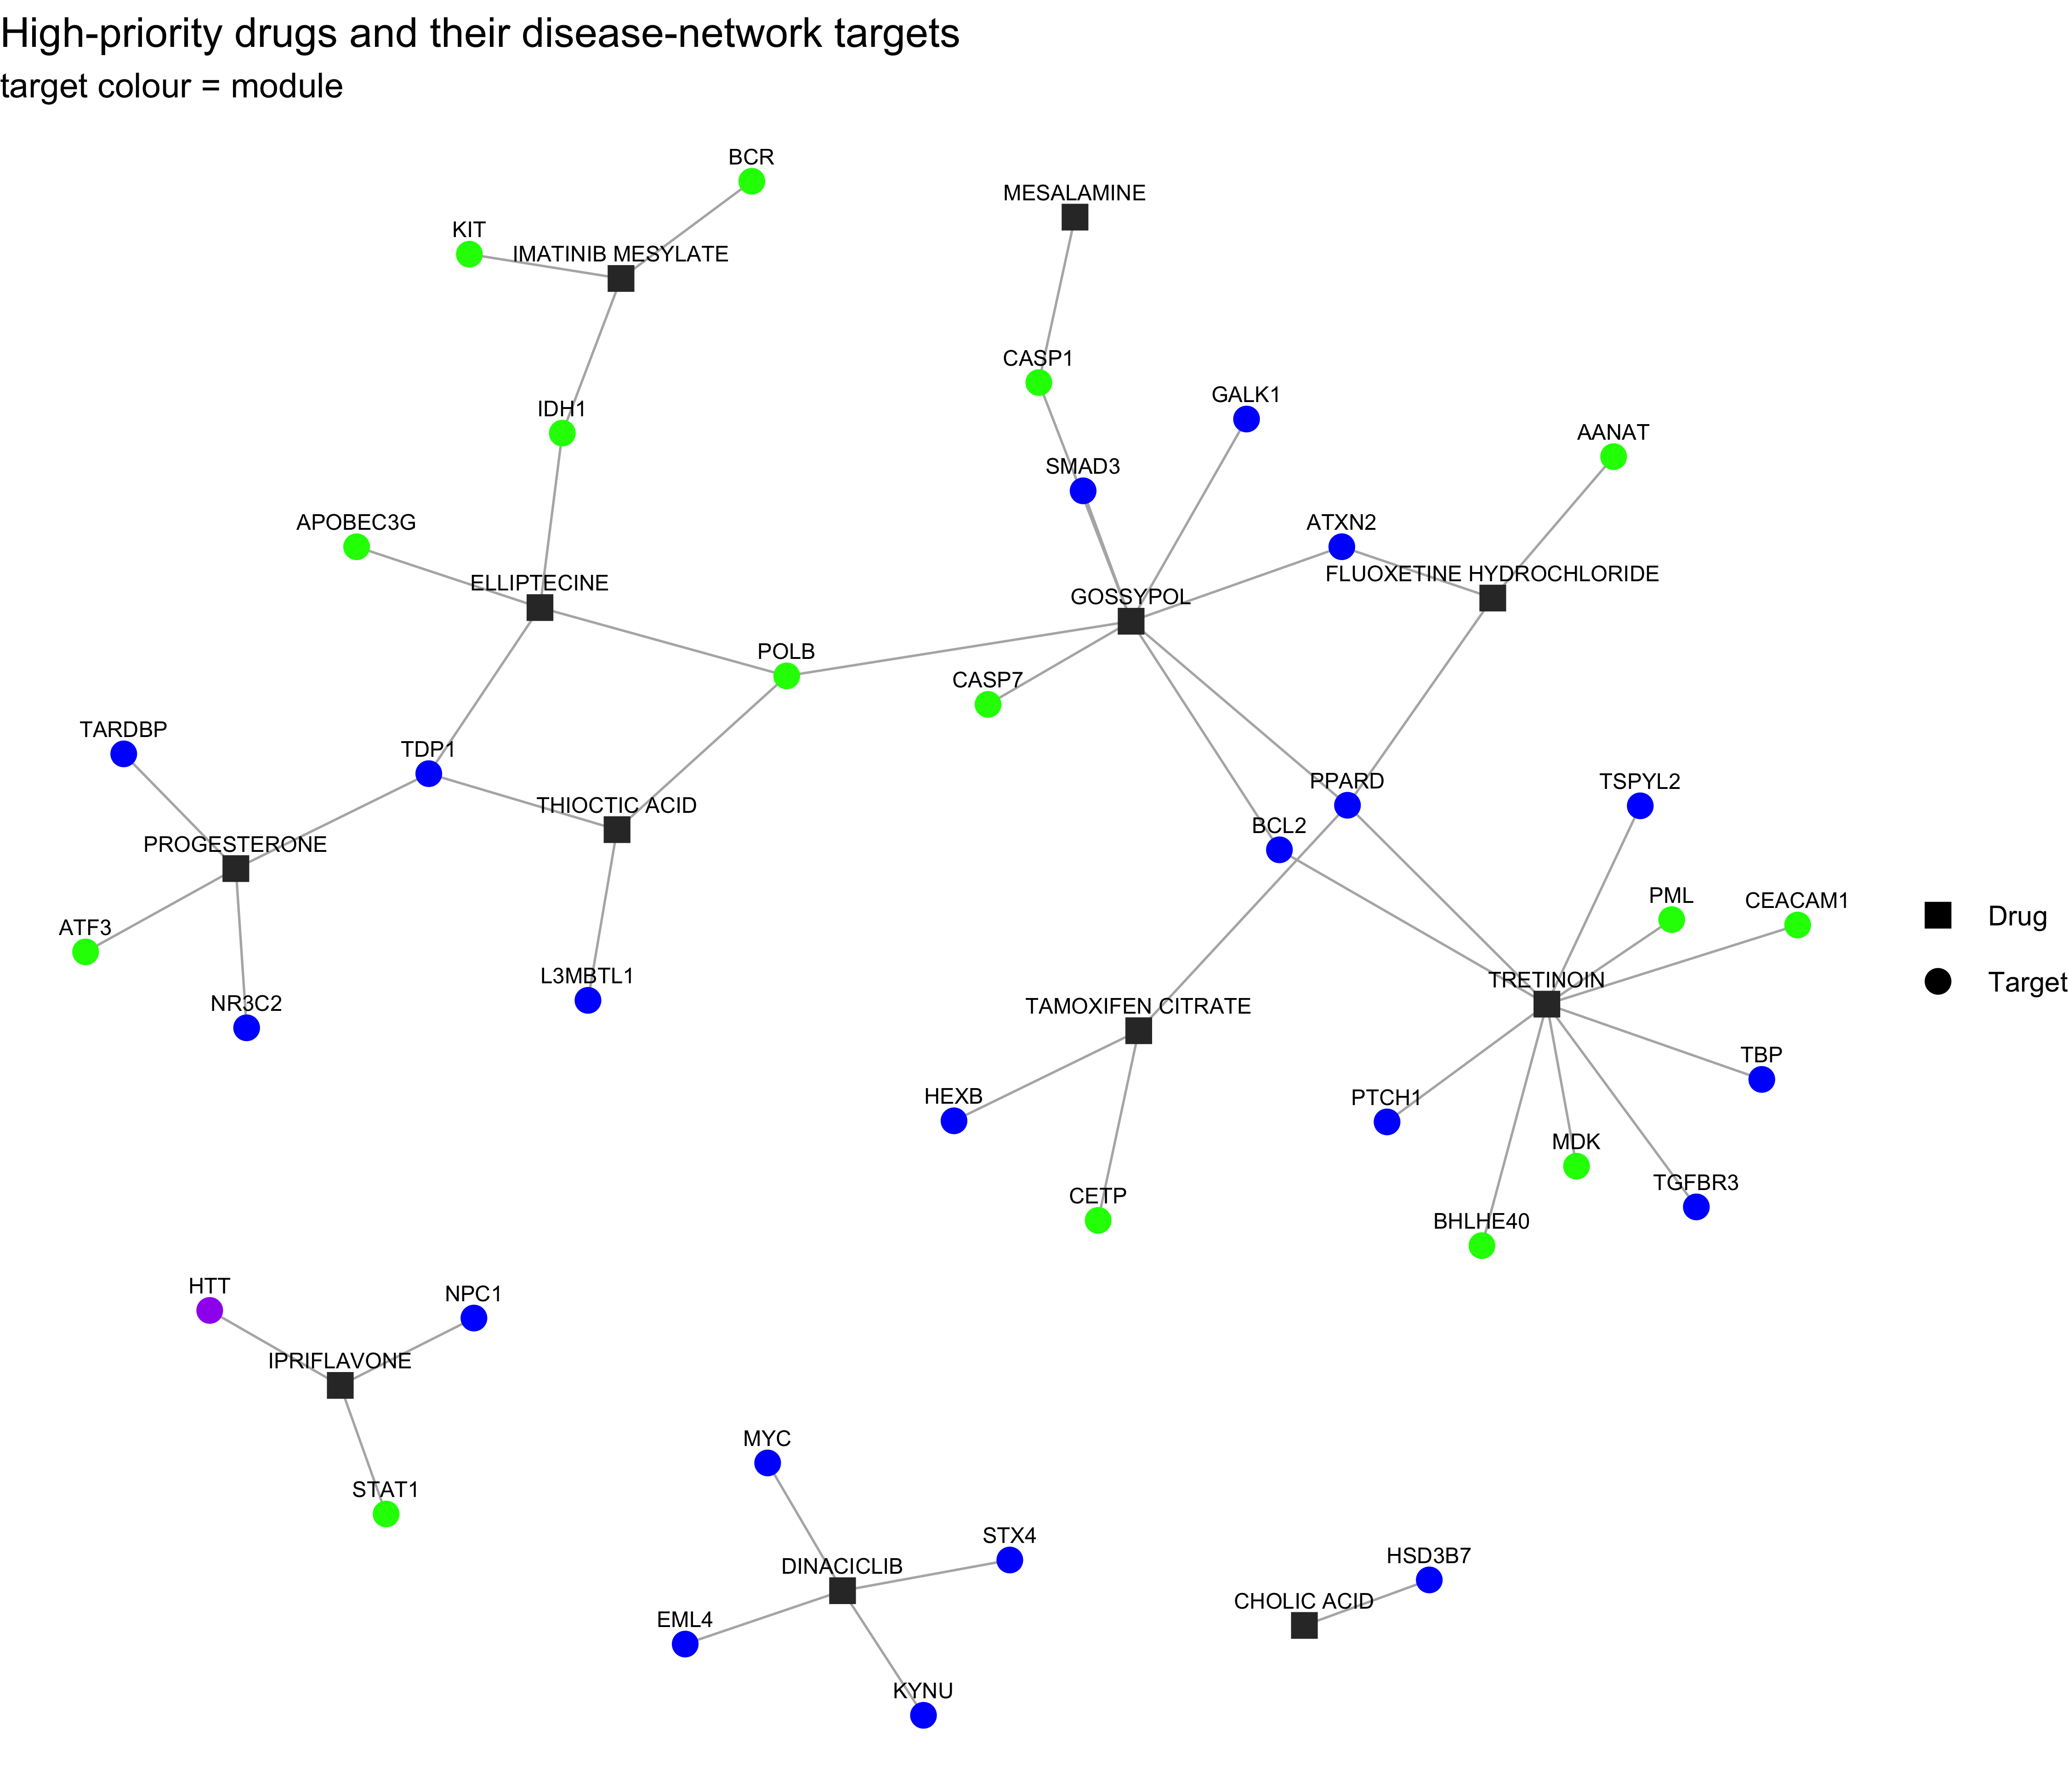 High-priority drugs and their disease-network targets
target colour = module
BCR
MESALAMINE
KIT
IMATINIB MESYLATE
CASP1
GALK1
IDH1
AANAT
SMAD3
APOBEC3G
ATXN2
FLUOXETINE HYDROCHLORIDE
ELLIPTECINE
GOSSYPOL
POLB
CASP7
TARDBP
TDP1
PPARD
TSPYL2
THIOCTIC ACID
BCL2
PROGESTERONE
PML
CEACAM1
Drug
ATF3
L3MBTL1
TRETINOIN
Target
NR3C2
TAMOXIFEN CITRATE
TBP
HEXB
PTCH1
MDK
TGFBR3
CETP
BHLHE40
HTT
NPC1
IPRIFLAVONE
MYC
STAT1
STX4
HSD3B7
DINACICLIB
CHOLIC ACID
EML4
KYNU